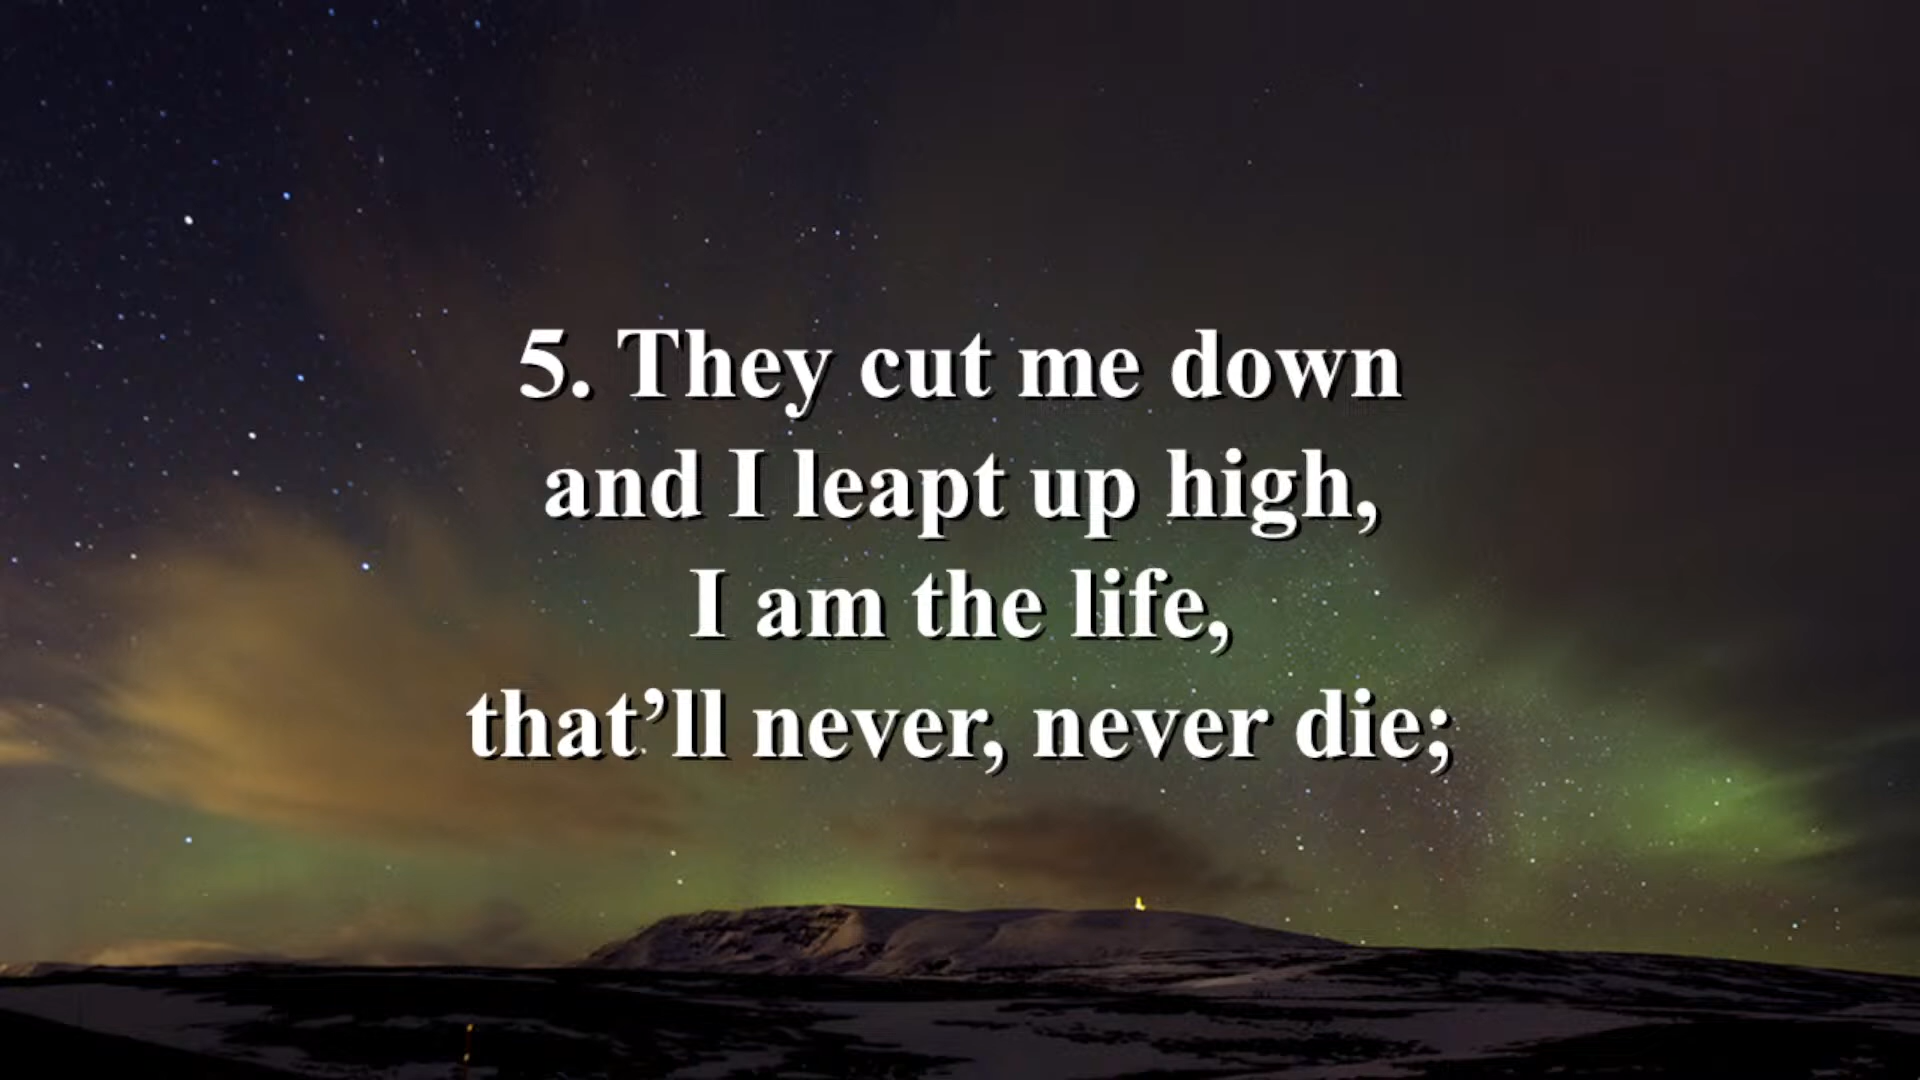 5. They cut me down
and I leapt up high,
I am the life,
that’ll never, never die;